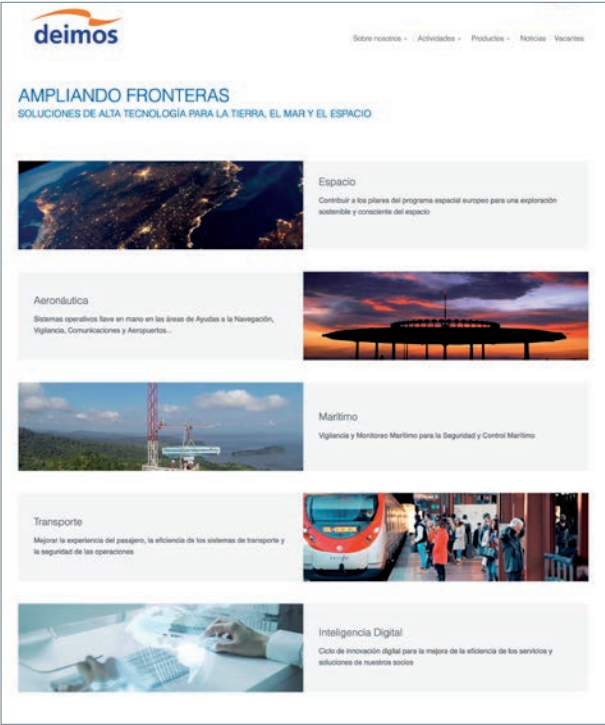 deimos
Sobre nosotros Actividades Productos Noticias Vacantes
AMPLIANDO FRONTERAS
SOLUCIONES DE ALTA TECNOLOGÍA PARA LA TIERRA, EL MAR Y EL ESPACIO
Espacio
Contribuir a los pilares del programa espacial europeo para una exploración
sostenible y consciente del espacio
Aeronáutica
Sistemas operativos llave en mano en las áreas de Ayudas a la Navegación,
Vigilancia, Comunicaciones y Aeropuertos...
Marítimo
Vigilancia y Monitoreo Marítimo para la Seguridad y Control Marítimo
Transporte
Mejorar la experiencia del pasajero, la eficiencia de los sistemas de transporte y
la seguridad de las operaciones
Inteligencia Digital
Ciclo de innovación digital para la mejora de la eficiencia de los servicios y
soluciones de nuestros socios